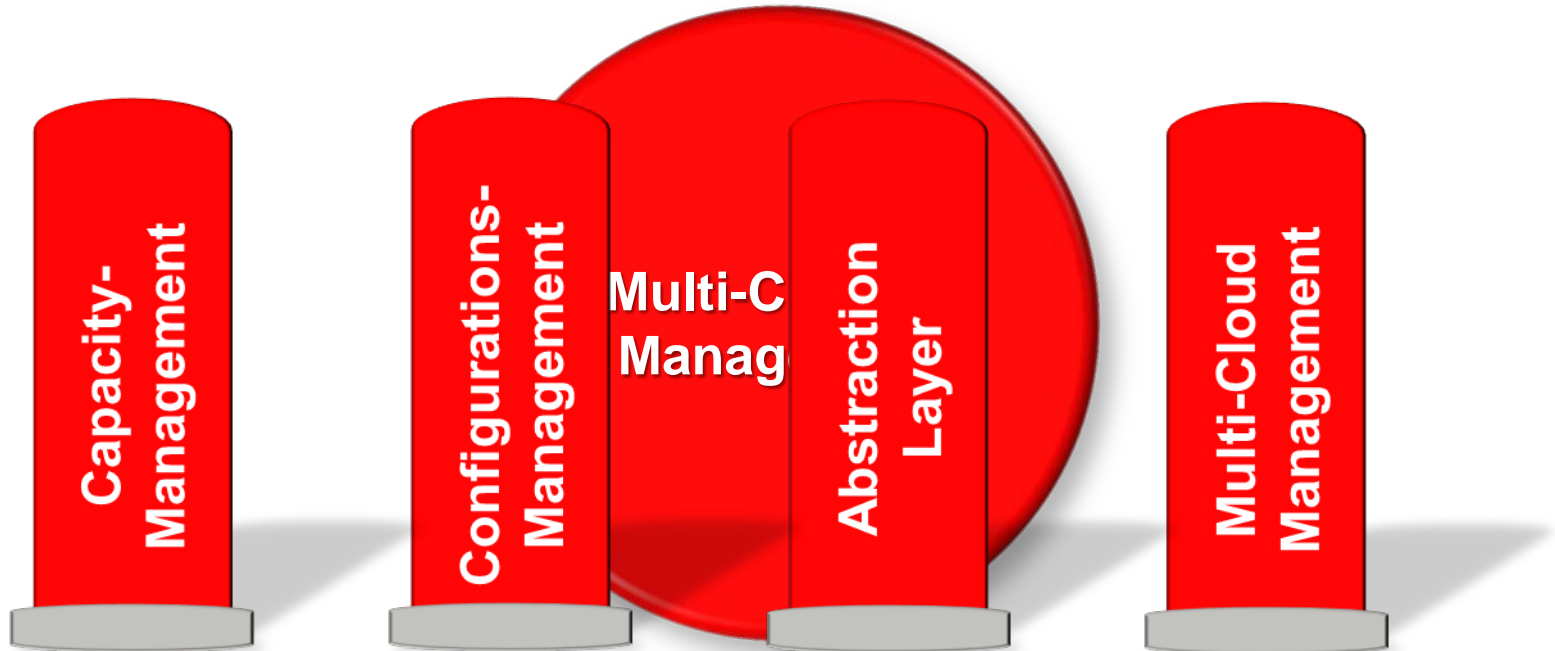 Capacity-
Management
Configurations-
Management
Multi-C
Manag
Abstraction
Layer
Multi-Cloud
Management